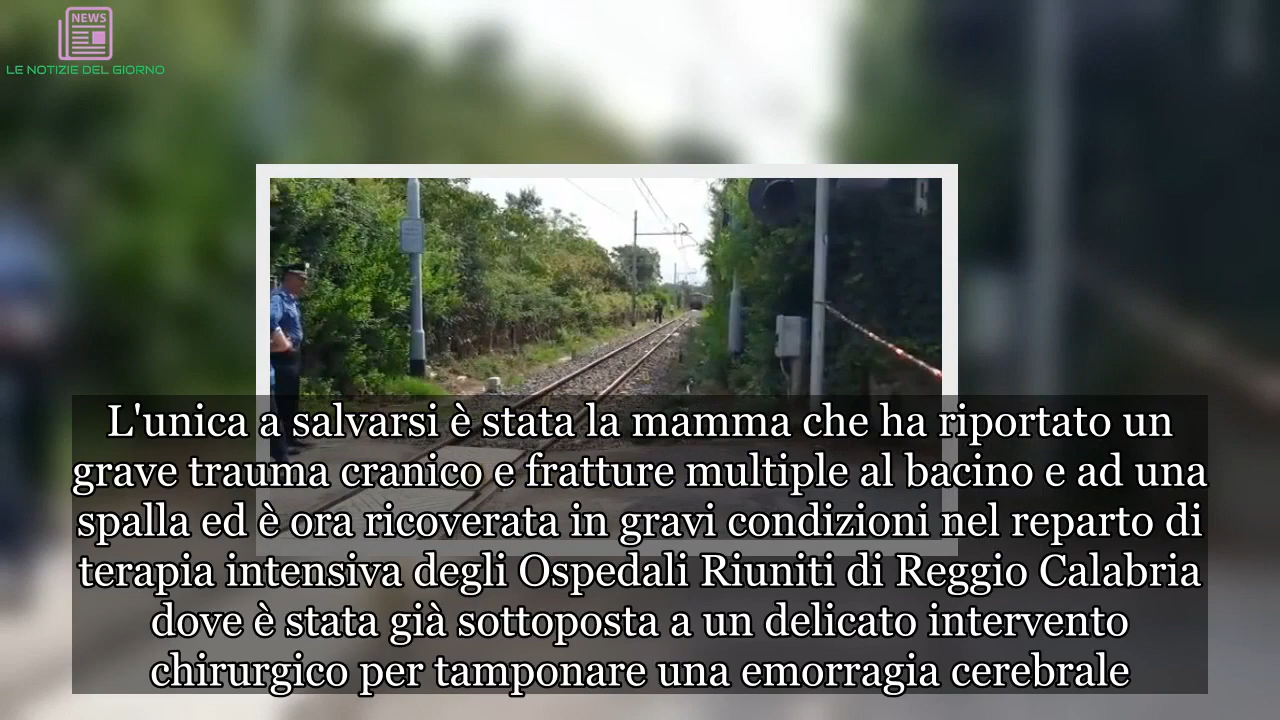 NEWS
LE NOTIZIE DEL GIORNO
L'unica a salvarsi è stata la mamma che ha riportato un
grave trauma cranico e fratture multiple al bacino e ad una
spalla ed è ora ricoverata in gravi condizioni nel reparto di
terapia intensiva degli Ospedali Riuniti di Reggio Calabria
dove è stata già sottoposta a un delicato intervento
chirurgico per tamponare una emorragia cerebrale